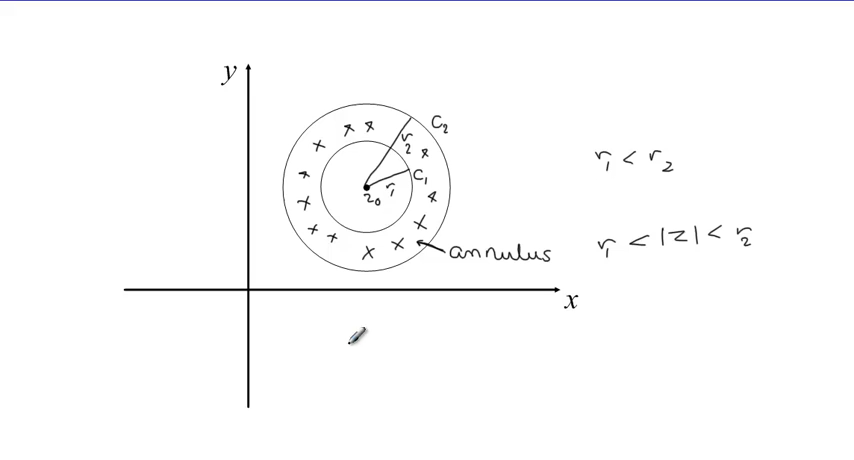 y
C₂
r₂
C₁
r₁
z₀
annulus
x
r₁ < r₂
r₁ < |z| < r₂